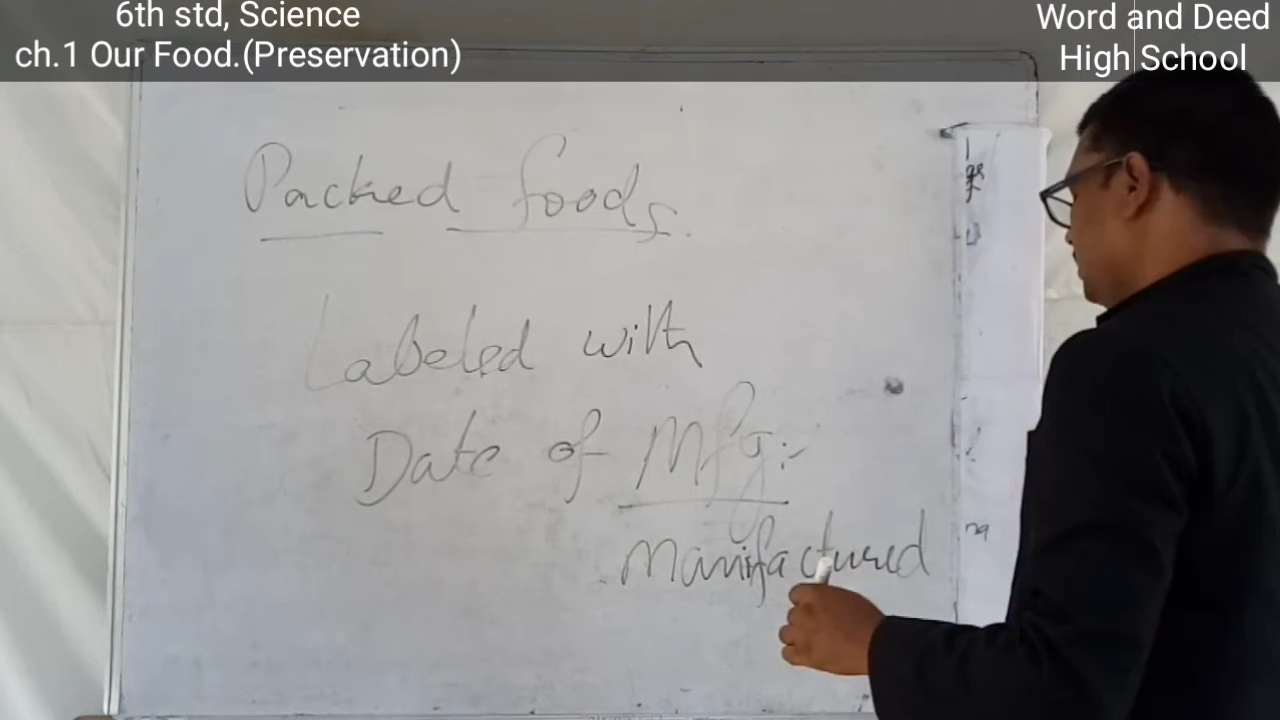 6th std, Science
ch.1 Our Food.(Preservation)
Word and Deed
High School
Packed foods.
Labeled with
Date of Mfg:-
Manifactured